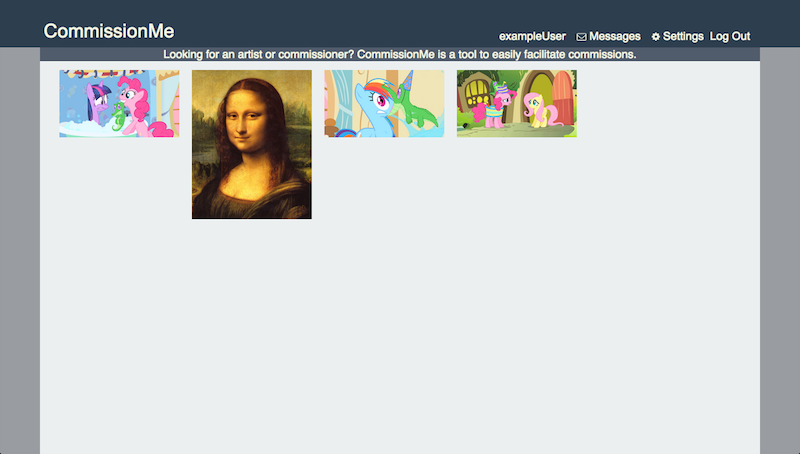 CommissionMe
exampleUser Messages Settings Log Out
Looking for an artist or commissioner? CommissionMe is a tool to easily facilitate commissions.